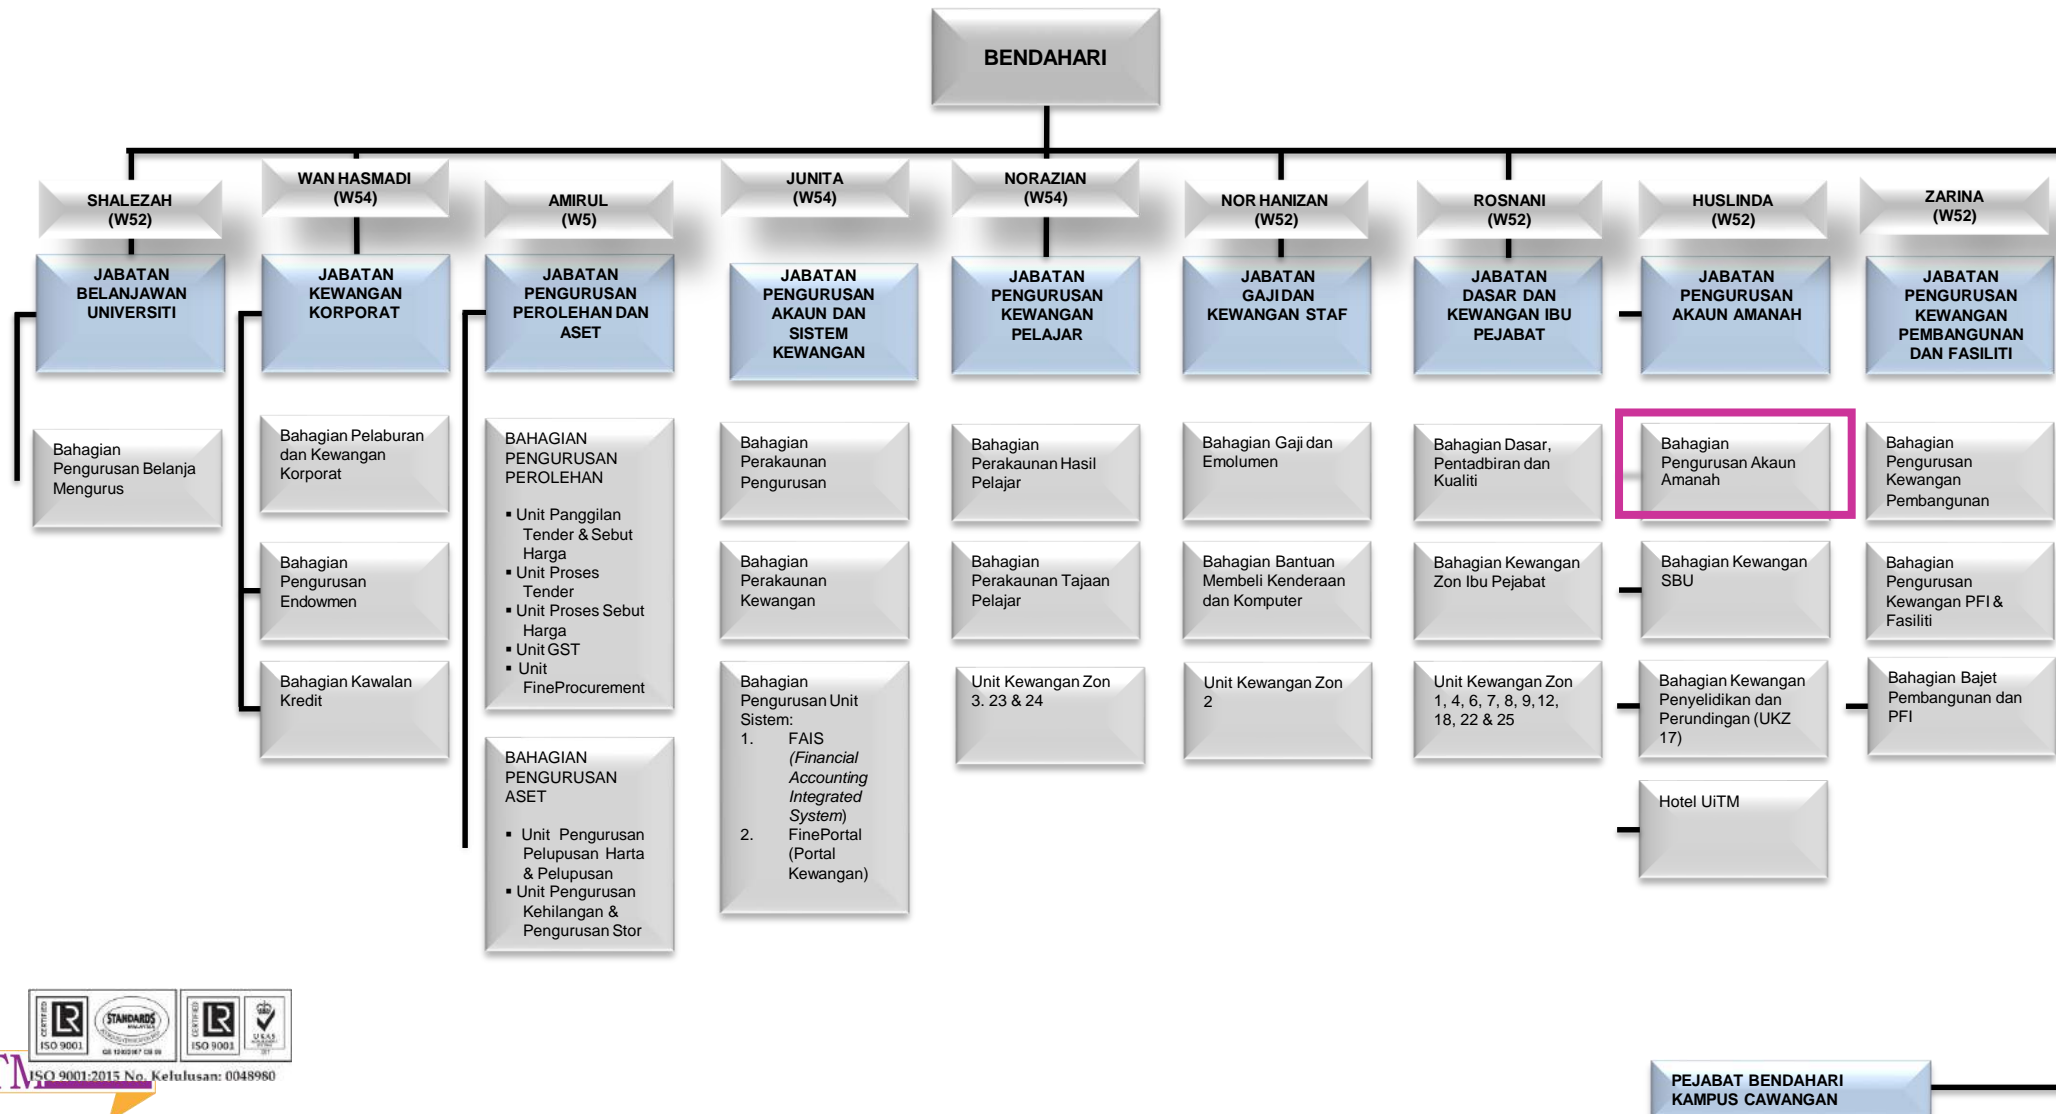 BENDAHARI
SHALEZAH
(W52)
WAN HASMADI
(W54)
AMIRUL
(W5)
JUNITA
(W54)
NORAZIAN
(W54)
NOR HANIZAN
(W52)
ROSNANI
(W52)
HUSLINDA
(W52)
ZARINA
(W52)
JABATAN
BELANJAWAN
UNIVERSITI
JABATAN
KEWANGAN
KORPORAT
JABATAN
PENGURUSAN
PEROLEHAN DAN
ASET
JABATAN
PENGURUSAN
AKAUN DAN
SISTEM
KEWANGAN
JABATAN
PENGURUSAN
KEWANGAN
PELAJAR
JABATAN
GAJI DAN
KEWANGAN STAF
JABATAN
DASAR DAN
KEWANGAN IBU
PEJABAT
JABATAN
PENGURUSAN
AKAUN AMANAH
JABATAN
PENGURUSAN
KEWANGAN
PEMBANGUNAN
DAN FASILITI
Bahagian
Pengurusan Belanja
Mengurus
Bahagian Pelaburan
dan Kewangan
Korporat
Bahagian
Pengurusan
Endowmen
Bahagian Kawalan
Kredit
BAHAGIAN
PENGURUSAN
PEROLEHAN
▪ Unit Panggilan
Tender & Sebut
Harga
▪ Unit Proses
Tender
▪ Unit Proses Sebut
Harga
▪ Unit GST
▪ Unit
FineProcurement
BAHAGIAN
PENGURUSAN
ASET
▪ Unit Pengurusan
Pelupusan Harta
& Pelupusan
▪ Unit Pengurusan
Kehilangan &
Pengurusan Stor
Bahagian
Perakaunan
Pengurusan
Bahagian
Perakaunan
Kewangan
Bahagian
Pengurusan Unit
Sistem:
1. FAIS
(Financial
Accounting
Integrated
System)
2. FinePortal
(Portal
Kewangan)
Bahagian
Perakaunan Hasil
Pelajar
Bahagian
Perakaunan Tajaan
Pelajar
Unit Kewangan Zon
3. 23 & 24
Bahagian Gaji dan
Emolumen
Bahagian Bantuan
Membeli Kenderaan
dan Komputer
Unit Kewangan Zon
2
Bahagian Dasar,
Pentadbiran dan
Kualiti
Bahagian Kewangan
Zon Ibu Pejabat
Unit Kewangan Zon
1, 4, 6, 7, 8, 9, 12,
18, 22 & 25
Bahagian
Pengurusan Akaun
Amanah
Bahagian Kewangan
SBU
Bahagian Kewangan
Penyelidikan dan
Perundingan (UKZ
17)
Hotel UiTM
Bahagian
Pengurusan
Kewangan
Pembangunan
Bahagian
Pengurusan
Kewangan PFI &
Fasiliti
Bahagian Bajet
Pembangunan dan
PFI
CERTIFIED
LR
ISO 9001
STANDARDS
MALAYSIA
CERTIFIED
LR
ISO 9001
UKAS
TM
ISO 9001:2015 No. Kelulusan: 0048980
PEJABAT BENDAHARI
KAMPUS CAWANGAN